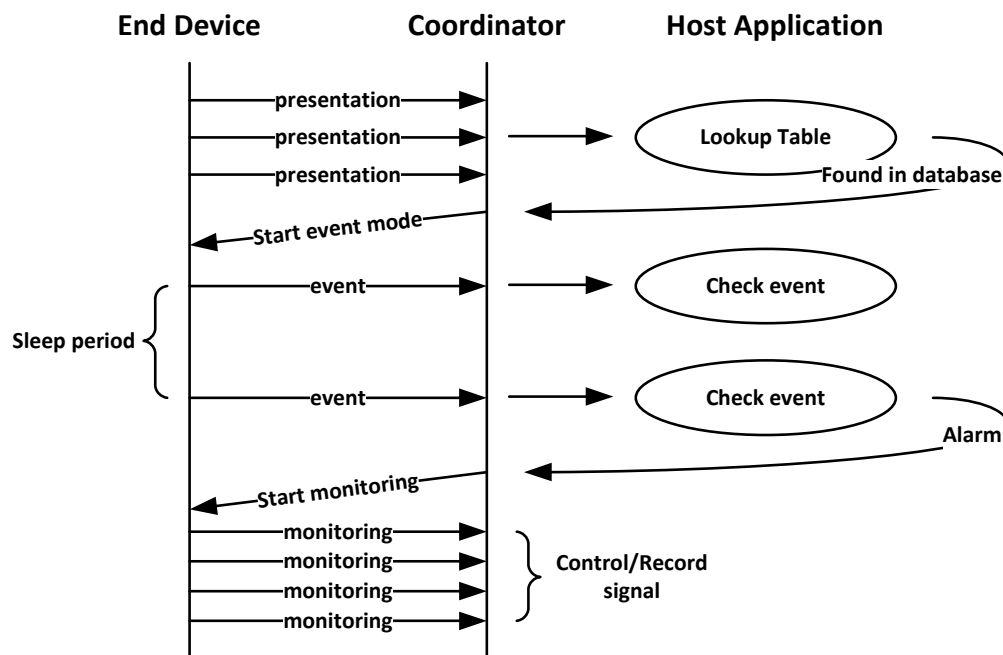 End Device
Coordinator
Host Application
presentation
presentation
Lookup Table
presentation
Found in database
Start event mode
event
Check event
Sleep period
event
Check event
Alarm
Start monitoring
monitoring
monitoring
Control/Record
signal
monitoring
monitoring